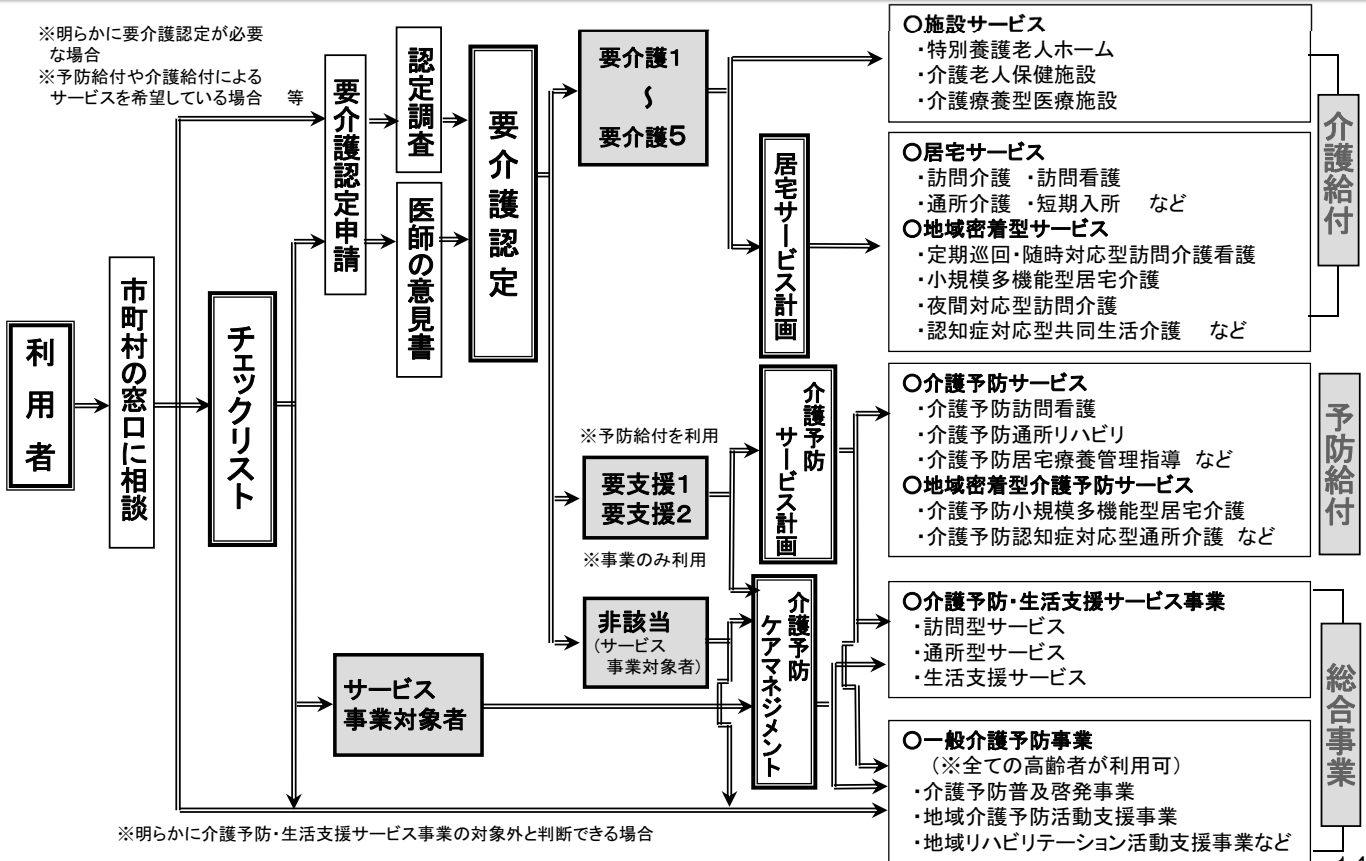 ※明らかに要介護認定が必要
な場合
※予防給付や介護給付による
サービスを希望している場合 等
利用者
市町村の窓口に相談
チェックリスト
要介護認定申請
認定調査
医師の意見書
要介護認定
要介護1
〜
要介護5
※予防給付を利用
要支援1
要支援2
※事業のみ利用
非該当
(サービス
事業対象者)
サービス
事業対象者
居宅サービス計画
介護予防
サービス計画
介護予防
ケアマネジメント
○施設サービス
・特別養護老人ホーム
・介護老人保健施設
・介護療養型医療施設
○居宅サービス
・訪問介護 ・訪問看護
・通所介護 ・短期入所 など
○地域密着型サービス
・定期巡回・随時対応型訪問介護看護
・小規模多機能型居宅介護
・夜間対応型訪問介護
・認知症対応型共同生活介護 など
介護給付
○介護予防サービス
・介護予防訪問看護
・介護予防通所リハビリ
・介護予防居宅療養管理指導 など
○地域密着型介護予防サービス
・介護予防小規模多機能型居宅介護
・介護予防認知症対応型通所介護 など
予防給付
○介護予防・生活支援サービス事業
・訪問型サービス
・通所型サービス
・生活支援サービス
○一般介護予防事業
(※全ての高齢者が利用可)
・介護予防普及啓発事業
・地域介護予防活動支援事業
・地域リハビリテーション活動支援事業など
総合事業
※明らかに介護予防・生活支援サービス事業の対象外と判断できる場合